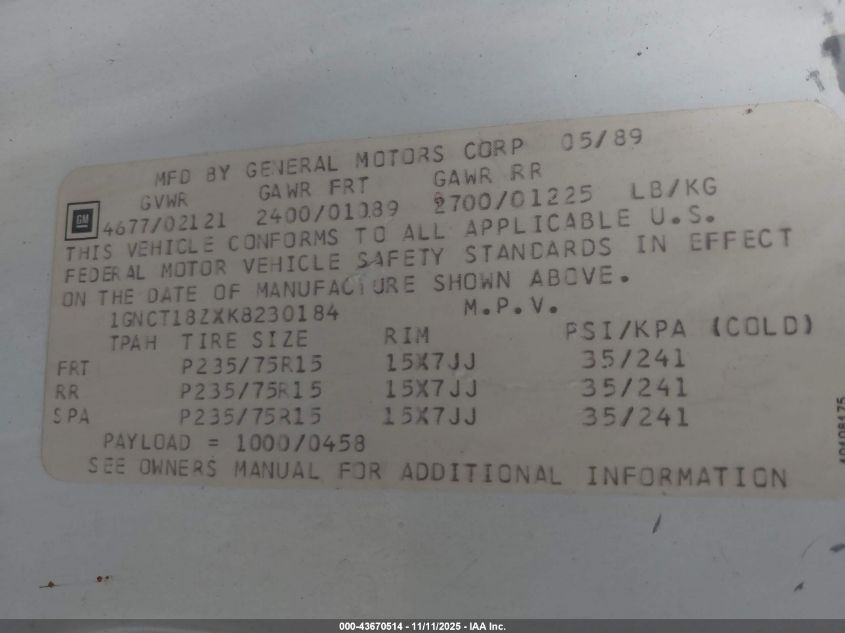 MFD BY GENERAL MOTORS CORP 05/89
GVWR GAWR FRT GAWR RR
GM
4677/02121 2400/01089 2700/01225 LB/KG
THIS VEHICLE CONFORMS TO ALL APPLICABLE U.S.
FEDERAL MOTOR VEHICLE SAFETY STANDARDS IN EFFECT
ON THE DATE OF MANUFACTURE SHOWN ABOVE.
1GNCT18ZXK8230184 M.P.V.
TPAH TIRE SIZE RIM PSI/KPA (COLD)
FRT P235/75R15 15X7JJ 35/241
RR P235/75R15 15X7JJ 35/241
SPA P235/75R15 15X7JJ 35/241
PAYLOAD = 1000/0458
SEE OWNERS MANUAL FOR ADDITIONAL INFORMATION
000-43670514 - 11/11/2025 - IAA Inc.